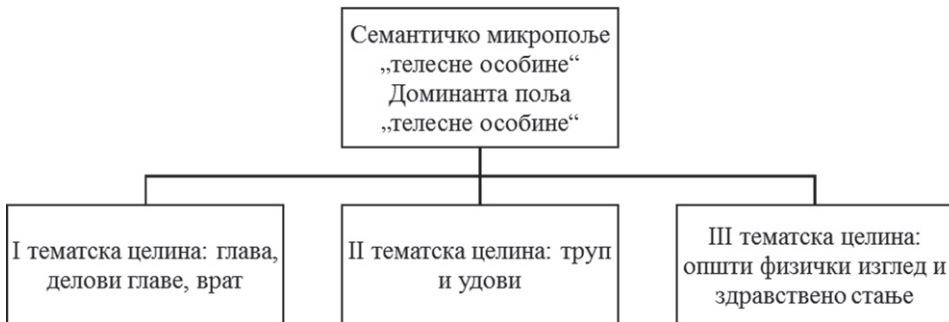 Семантичко микропоље
„телесне особине“
Доминанта поља
„телесне особине“
I тематска целина: глава,
делови главе, врат
II тематска целина: труп
и удови
III тематска целина:
општи физички изглед и
здравствено стање